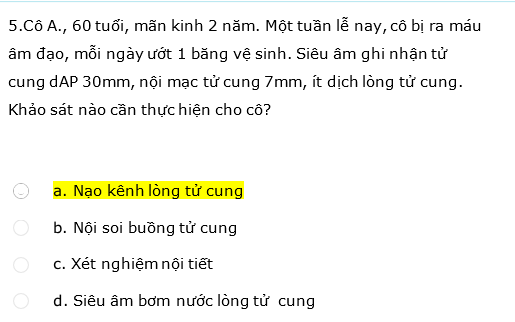 5.Cô A., 60 tuổi, mãn kinh 2 năm. Một tuần lễ nay, cô bị ra máu
âm đạo, mỗi ngày ướt 1 băng vệ sinh. Siêu âm ghi nhận tử
cung dAP 30mm, nội mạc tử cung 7mm, ít dịch lòng tử cung.
Khảo sát nào cần thực hiện cho cô?
a. Nạo kênh lòng tử cung
b. Nội soi buồng tử cung
c. Xét nghiệm nội tiết
d. Siêu âm bơm nước lòng tử cung